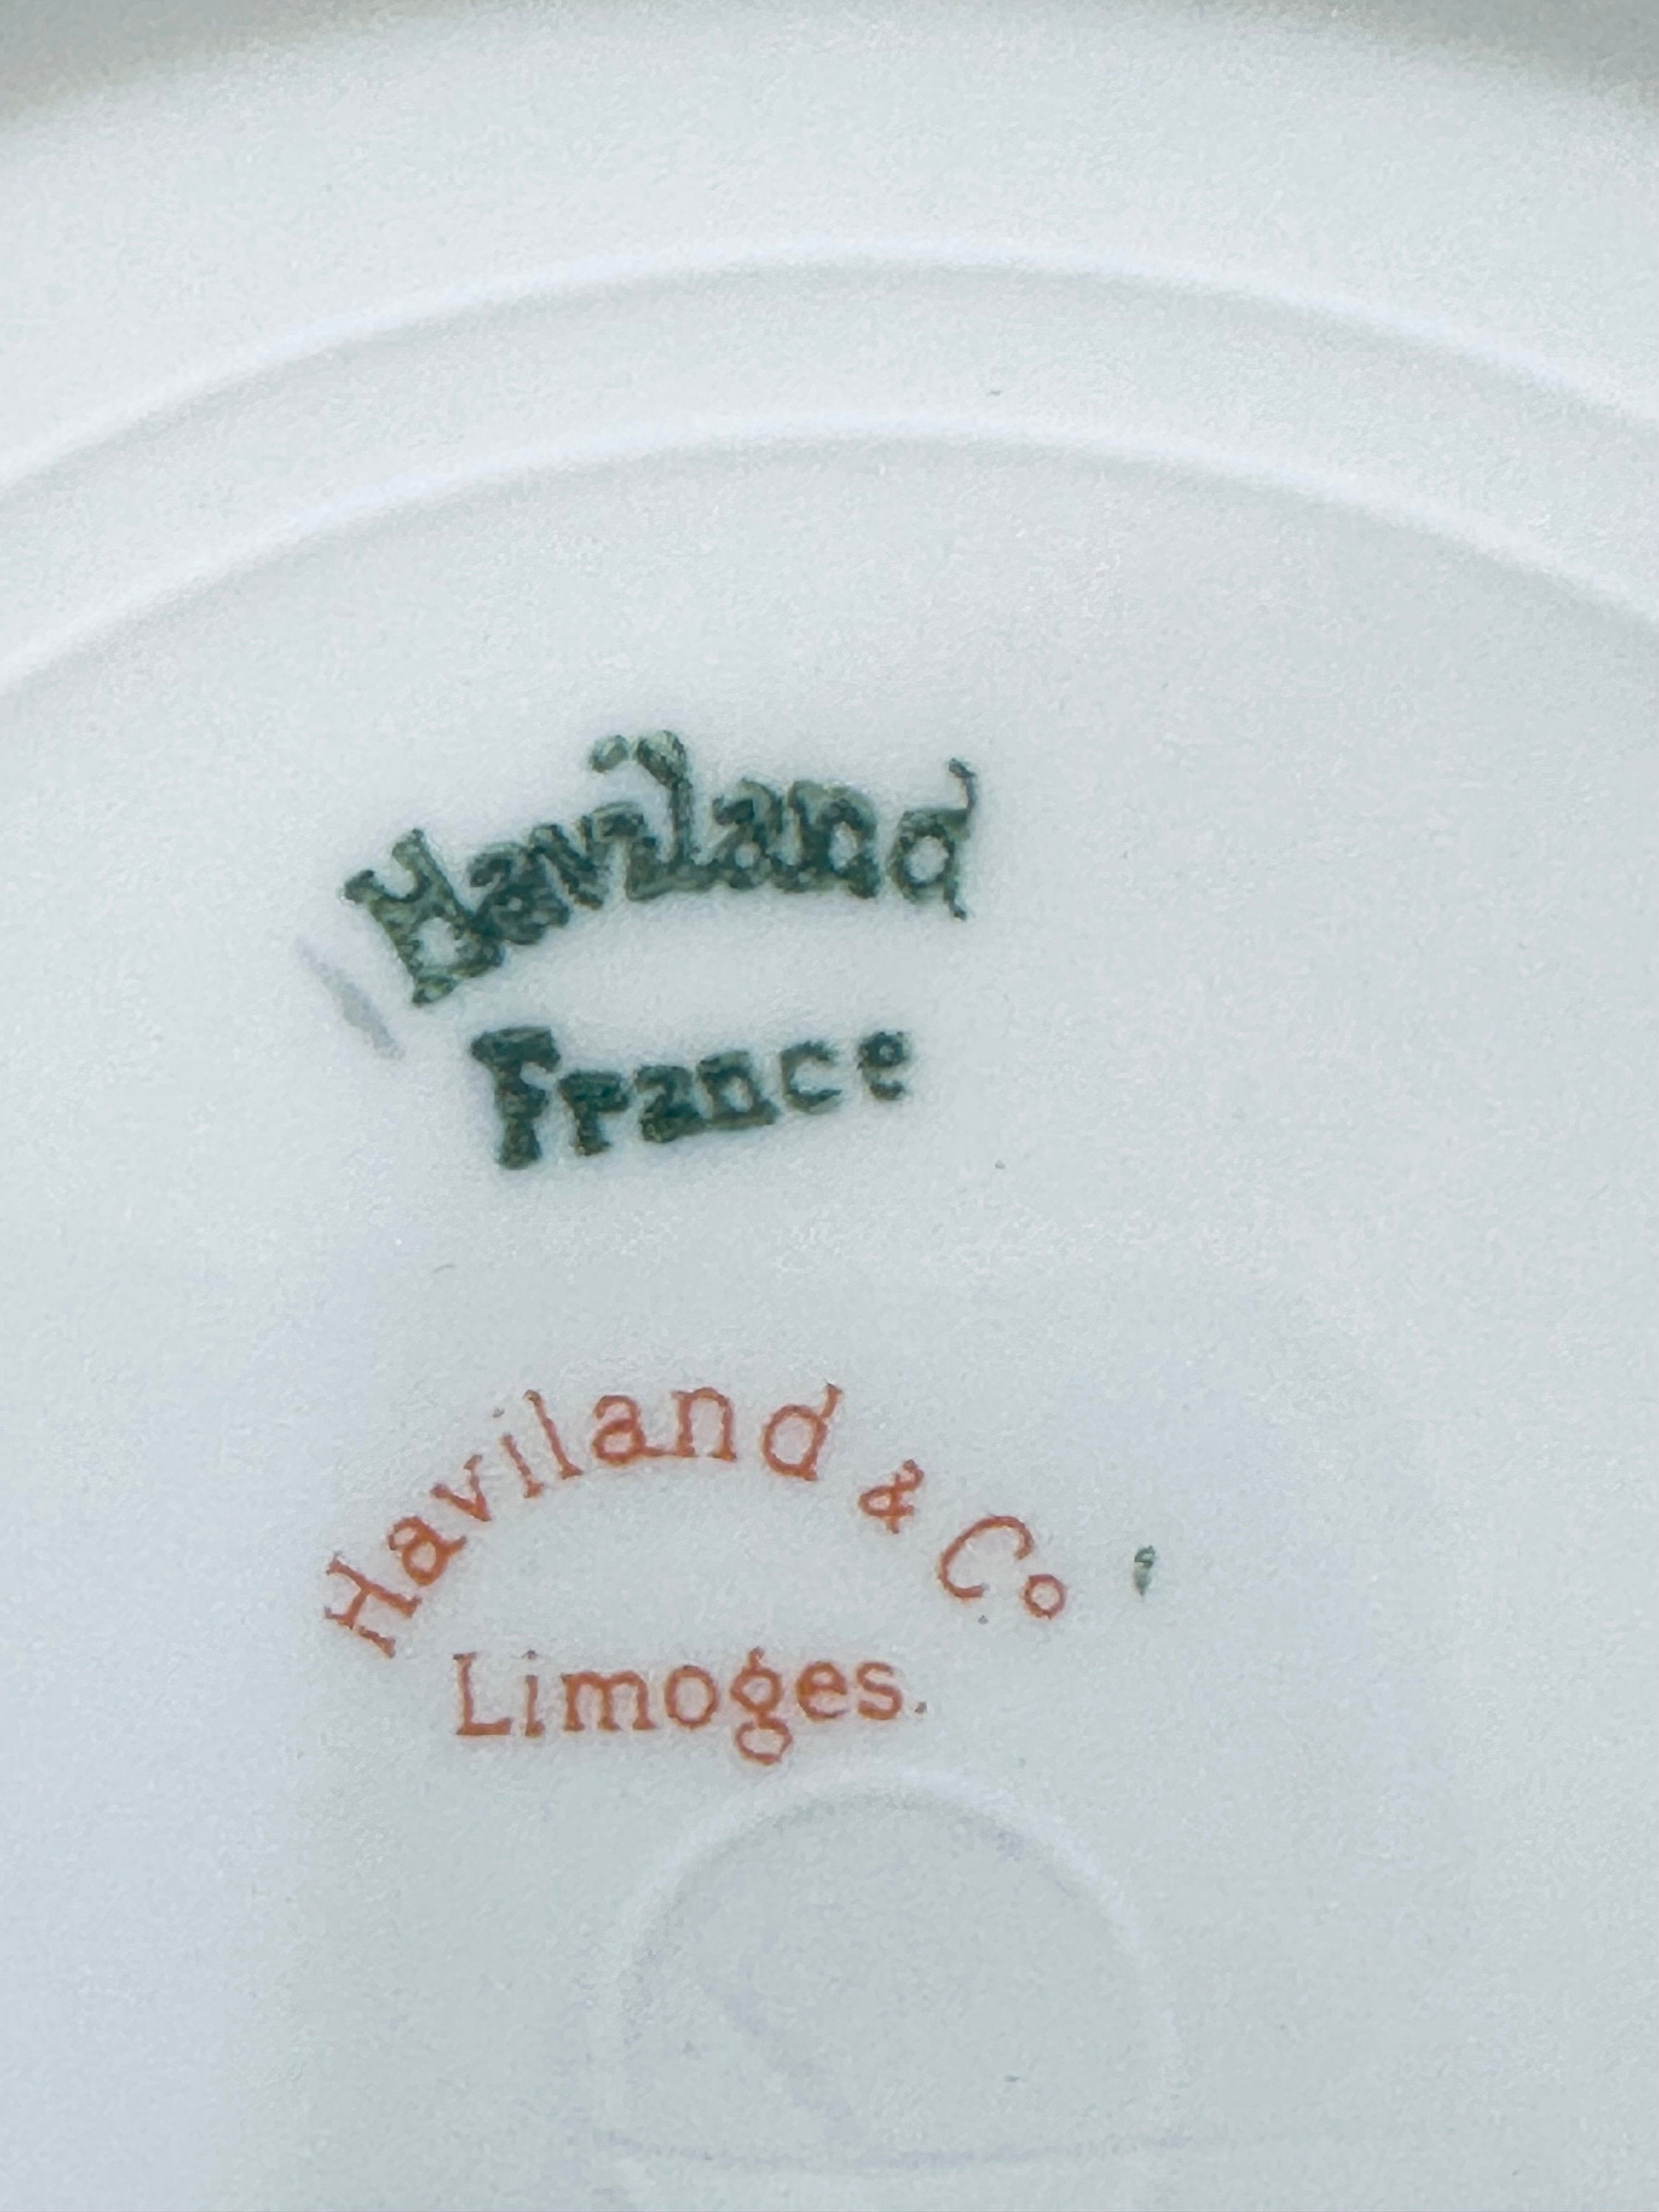 Haviland
France
Haviland & Co
Limoges.